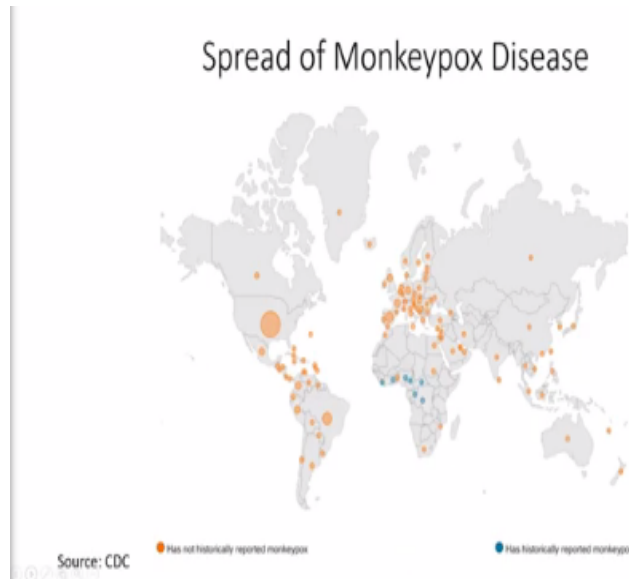 Spread of Monkeypox Disease
Has not historically reported monkeypox
Has historically reported monkeypo
Source: CDC